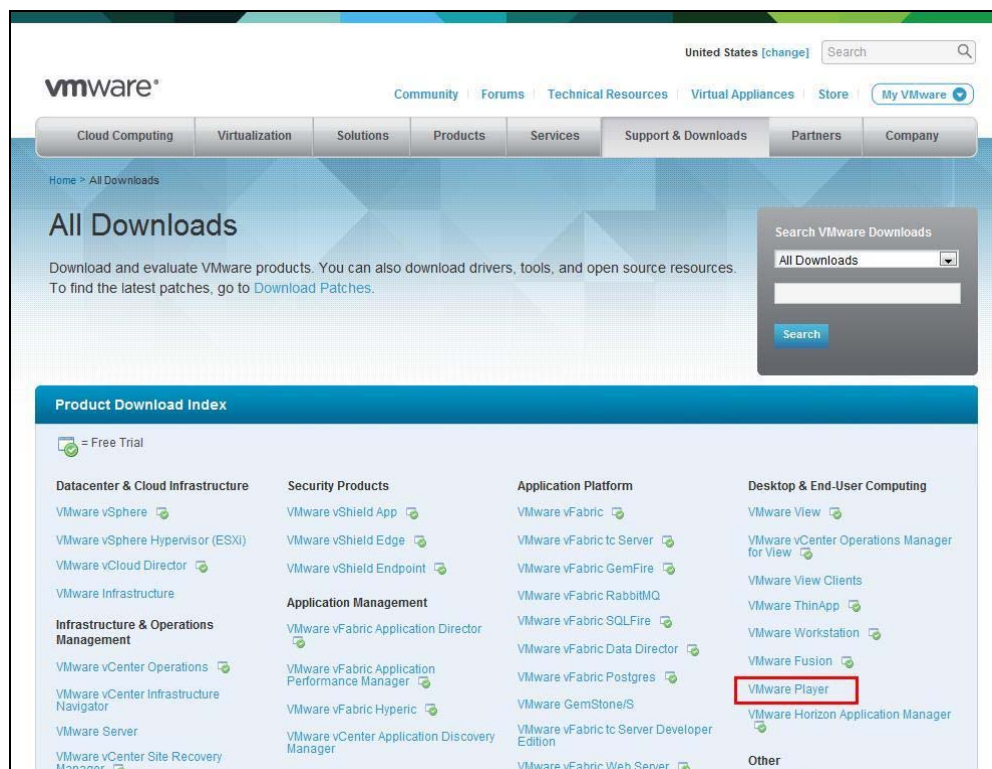 United States [change] Search
vmware®
Community Forums Technical Resources Virtual Appliances Store My VMware
Cloud Computing Virtualization Solutions Products Services Support & Downloads Partners Company
Home > All Downloads
All Downloads
Download and evaluate VMware products. You can also download drivers, tools, and open source resources.
To find the latest patches, go to Download Patches.
Search VMware Downloads
All Downloads
Search
Product Download Index
= Free Trial
Datacenter & Cloud Infrastructure
VMware vSphere
VMware vSphere Hypervisor (ESXi)
VMware vCloud Director
VMware Infrastructure
Infrastructure & Operations
Management
VMware vCenter Operations
VMware vCenter Infrastructure
Navigator
VMware Server
VMware vCenter Site Recovery
Manager
Security Products
VMware vShield App
VMware vShield Edge
VMware vShield Endpoint
Application Management
VMware vFabric Application Director
VMware vFabric Application
Performance Manager
VMware vFabric Hyperic
VMware vCenter Application Discovery
Manager
Application Platform
VMware vFabric
VMware vFabric tc Server
VMware vFabric GemFire
VMware vFabric RabbitMQ
VMware vFabric SQLFire
VMware vFabric Data Director
VMware vFabric Postgres
VMware GemStone/S
VMware vFabric tc Server Developer
Edition
VMware vFabric Web Server
Desktop & End-User Computing
VMware View
VMware vCenter Operations Manager
for View
VMware View Clients
VMware ThinApp
VMware Workstation
VMware Fusion
VMware Player
VMware Horizon Application Manager
Other